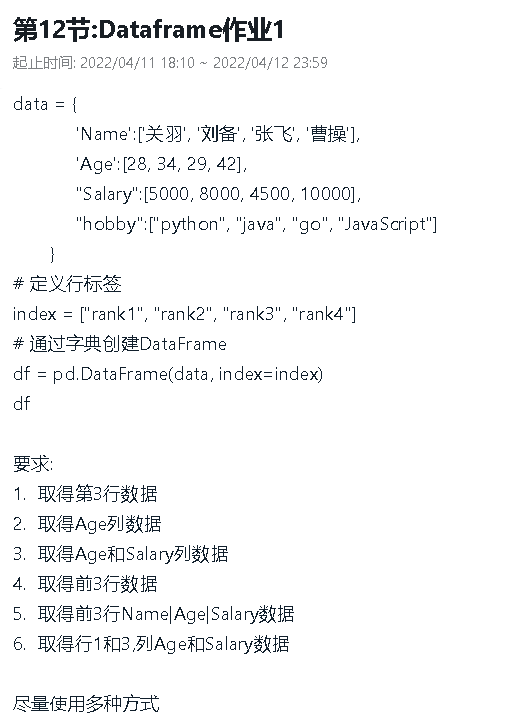 第12节:Dataframe作业1
起止时间: 2022/04/11 18:10 ~ 2022/04/12 23:59
data = {
'Name':['关羽', '刘备', '张飞', '曹操'],
'Age':[28, 34, 29, 42],
"Salary":[5000, 8000, 4500, 10000],
"hobby":["python", "java", "go", "JavaScript"]
}
# 定义行标签
index = ["rank1", "rank2", "rank3", "rank4"]
# 通过字典创建DataFrame
df = pd.DataFrame(data, index=index)
df
要求:
1. 取得第3行数据
2. 取得Age列数据
3. 取得Age和Salary列数据
4. 取得前3行数据
5. 取得前3行Name|Age|Salary数据
6. 取得行1和3,列Age和Salary数据
尽量使用多种方式